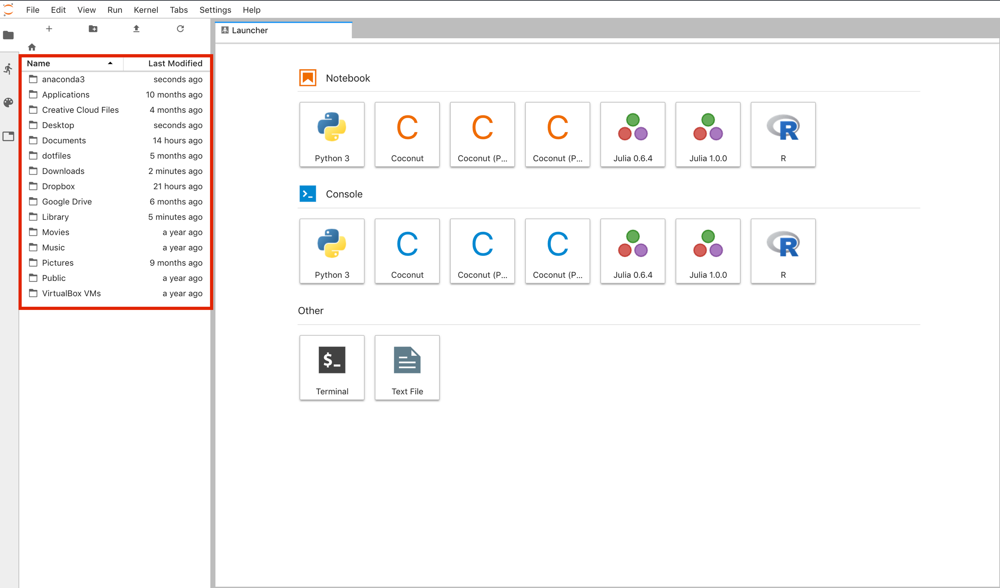 File Edit View Run Kernel Tabs Settings Help
Launcher
Name Last Modified
anaconda3 seconds ago
Applications 10 months ago
Creative Cloud Files 4 months ago
Desktop seconds ago
Documents 14 hours ago
dotfiles 5 months ago
Downloads 2 minutes ago
Dropbox 21 hours ago
Google Drive 6 months ago
Library 5 minutes ago
Movies a year ago
Music a year ago
Pictures 9 months ago
Public a year ago
VirtualBox VMs a year ago
Notebook
C C C R
Python 3 Coconut Coconut (P... Coconut (P... Julia 0.6.4 Julia 1.0.0 R
Console
>_
C C C R
Python 3 Coconut Coconut (P... Coconut (P... Julia 0.6.4 Julia 1.0.0 R
Other
$_
Terminal Text File